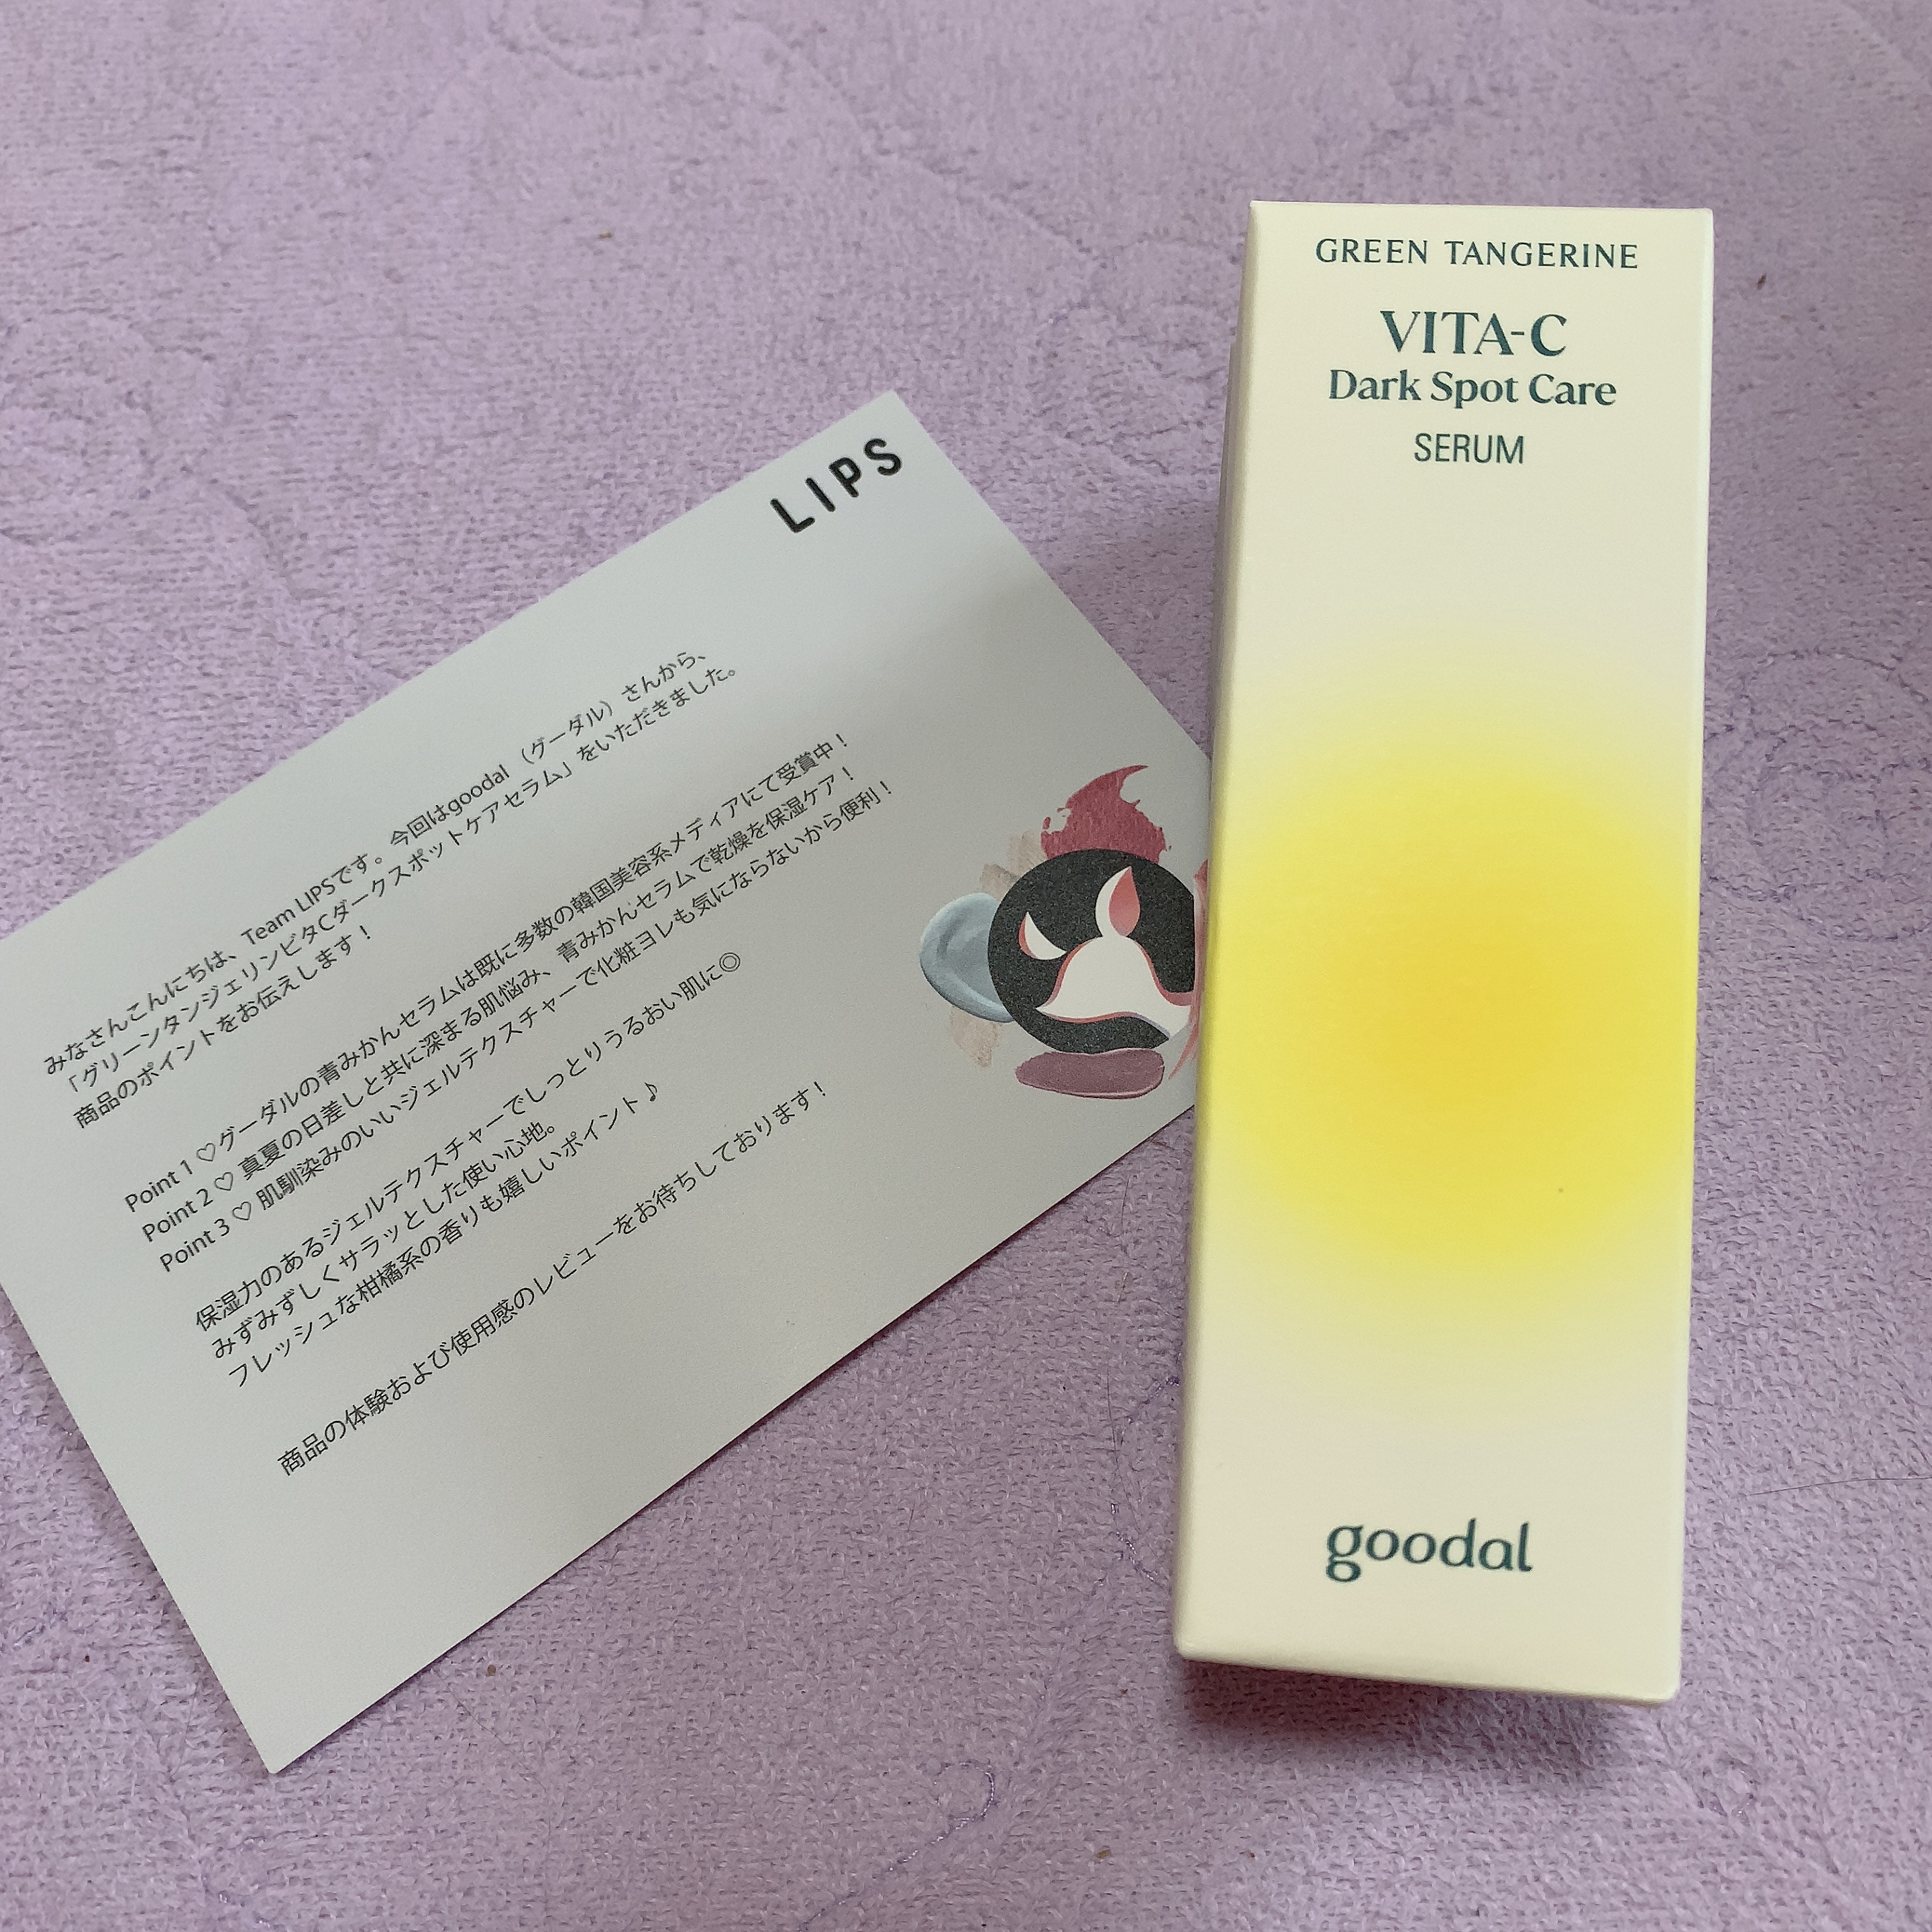 LIPS
みなさんこんにちは、Team LIPSです。今回はgoodal（グーダル）さんから、
「グリーンタンジェリンビタCダークスポットケアセラム」をいただきました。
商品のポイントをお伝えします！
Point 1 ♡グーダルの青みかんセラムは既に多数の韓国美容系メディアにて受賞中！
Point 2 ♡ 真夏の日差しと共に深まる肌悩み、青みかんセラムで乾燥を保湿ケア！
Point 3 ♡ 肌馴染みのいいジェルテクスチャーで化粧ヨレも気にならないから便利！
保湿力のあるジェルテクスチャーでしっとりうるおい肌に◎
みずみずしくサラッとした使い心地。
フレッシュな柑橘系の香りも嬉しいポイント♪
商品の体験および使用感のレビューをお待ちしております！
GREEN TANGERINE
VITA-C
Dark Spot Care
SERUM
goodal